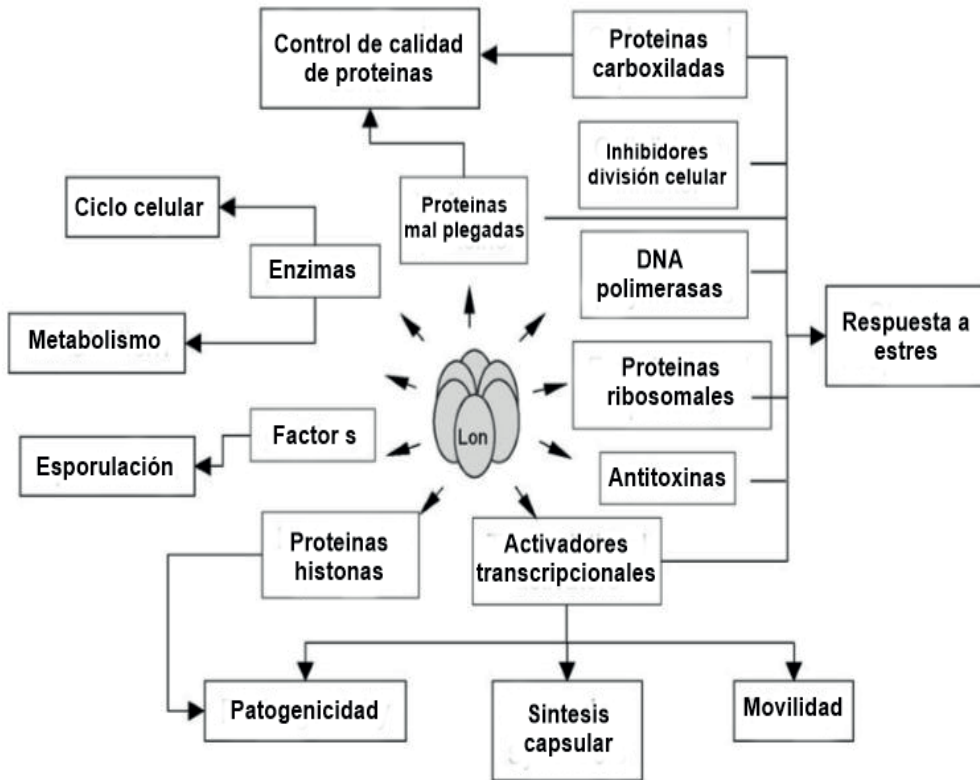 Control de calidad
de proteinas
Proteinas
carboxiladas
Inhibidores
división celular
Ciclo celular
Proteinas
mal plegadas
Enzimas
DNA
polimerasas
Metabolismo
Respuesta a
estres
Proteinas
ribosomales
Lon
Factor s
Esporulación
Antitoxinas
Proteinas
histonas
Activadores
transcripcionales
Patogenicidad
Sintesis
capsular
Movilidad